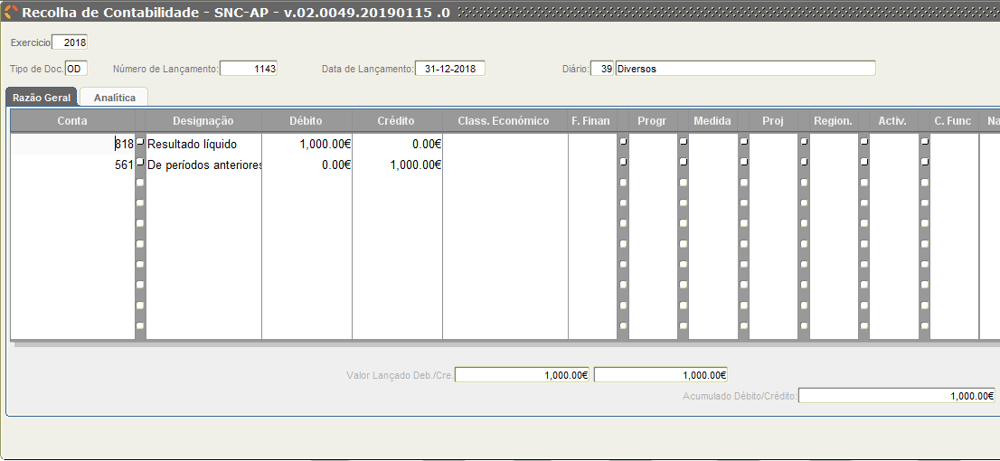 Recolha de Contabilidade - SNC-AP - v.02.0049.20190115 .0
Exercicio 2018
Tipo de Doc. OD Número de Lançamento: 1143 Data de Lançamento: 31-12-2018 Diário: 39 Diversos
Razão Geral Analítica
Conta Designação Débito Crédito Class. Económico F. Finan Progr Medida Proj Region. Activ. C. Func Na
818 Resultado líquido 1,000.00€ 0.00€
561 De períodos anteriores 0.00€ 1,000.00€
Valor Lançado Deb./Cre. 1,000.00€ 1,000.00€
Acumulado Débito/Crédito: 1,000.00€